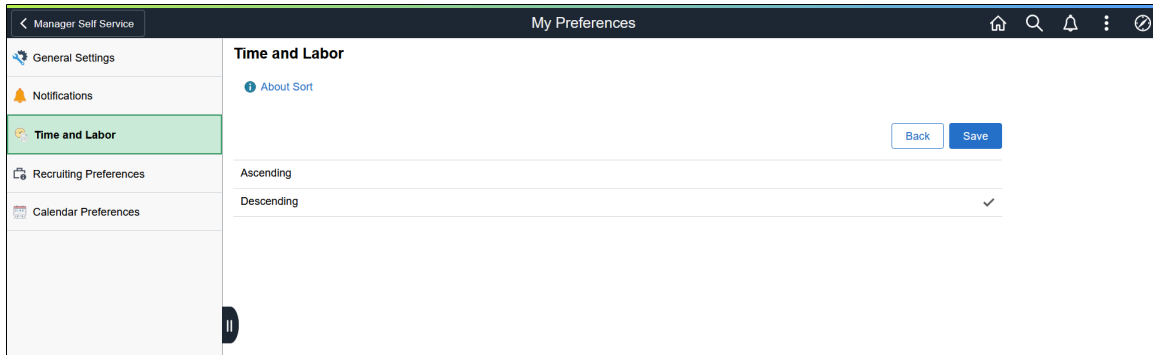 Manager Self Service
My Preferences
General Settings
Notifications
Time and Labor
Recruiting Preferences
Calendar Preferences
Time and Labor
About Sort
Back
Save
Ascending
Descending